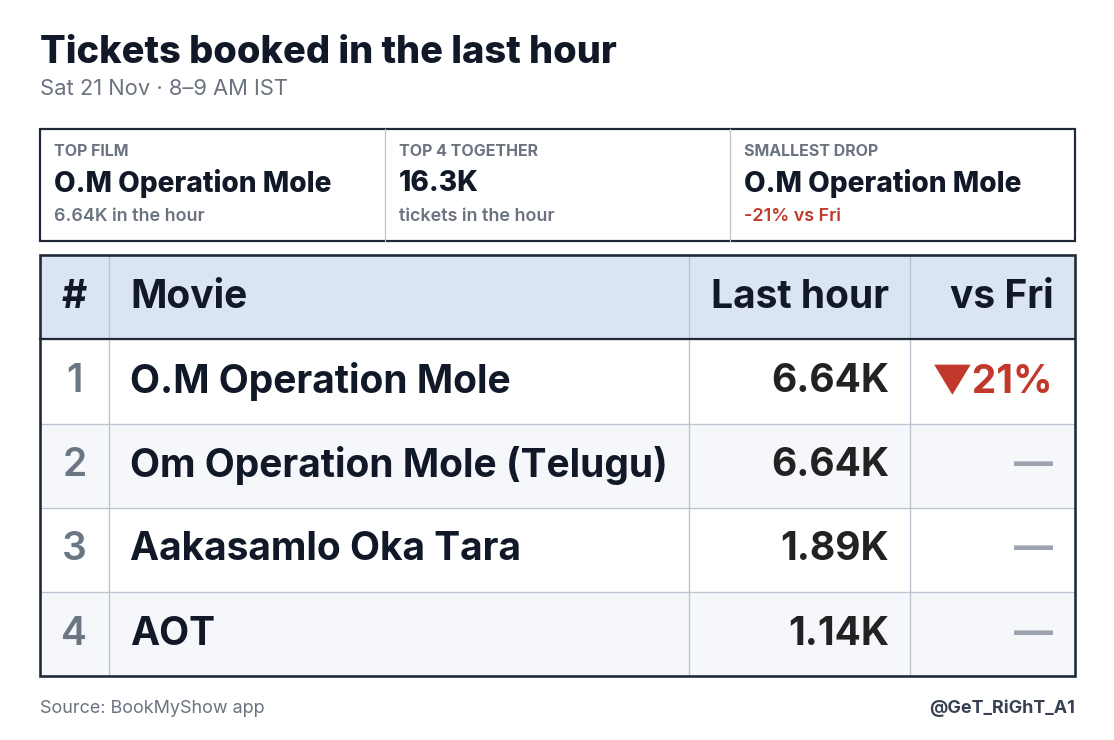 Tickets booked in the last hour
Sat 21 Nov · 8–9 AM IST
TOP FILM
O.M Operation Mole
6.64K in the hour
TOP 4 TOGETHER
16.3K
tickets in the hour
SMALLEST DROP
O.M Operation Mole
-21% vs Fri
# Movie Last hour vs Fri
1 O.M Operation Mole 6.64K ▼21%
2 Om Operation Mole (Telugu) 6.64K —
3 Aakasamlo Oka Tara 1.89K —
4 AOT 1.14K —
Source: BookMyShow app @GeT_RiGhT_A1